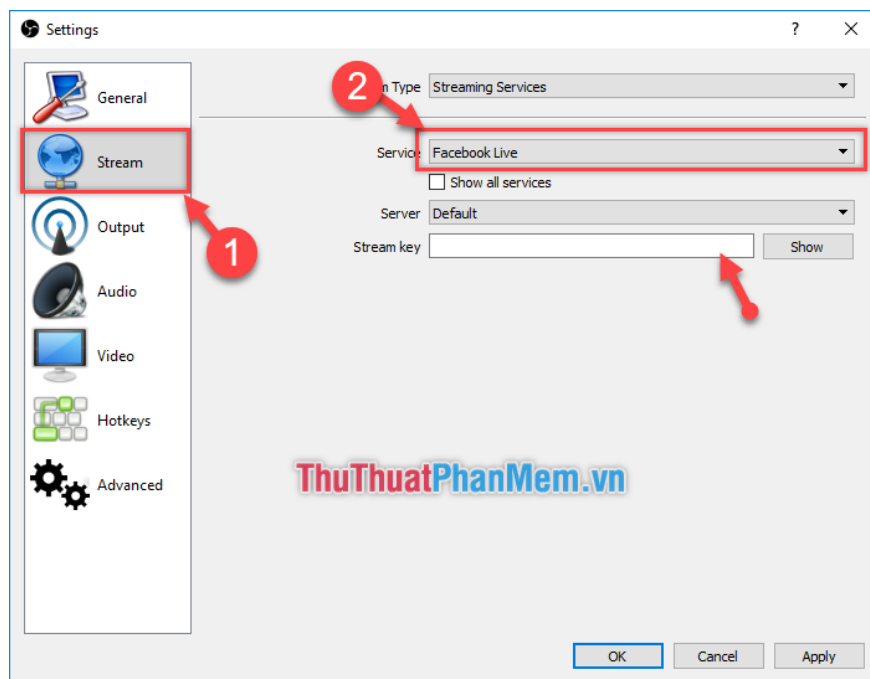 Settings
?
General
Stream
Output
Audio
Video
Hotkeys
Advanced
1
2
Type Streaming Services
Service Facebook Live
Show all services
Server Default
Stream key Show
ThuThuatPhanMem.vn
OK Cancel Apply